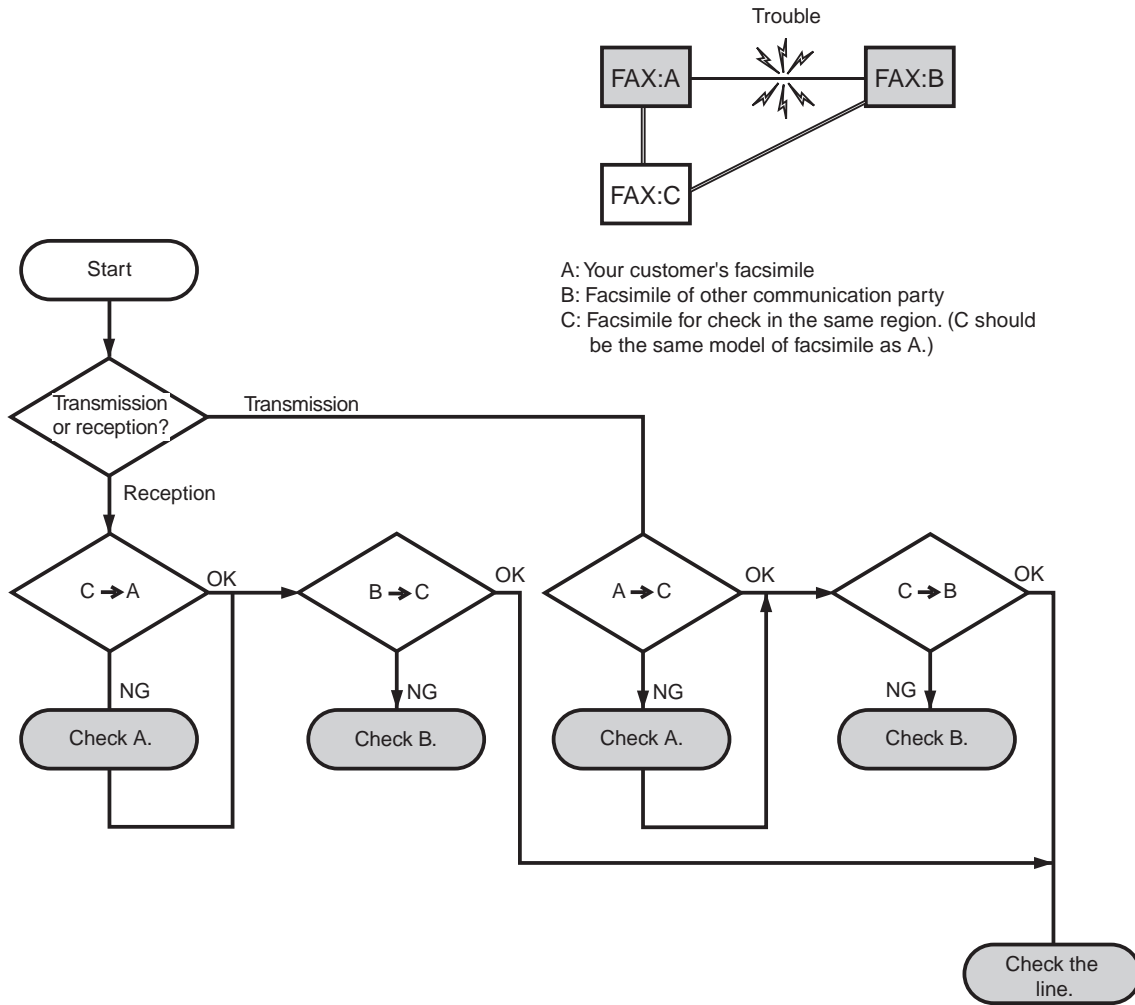 Trouble
FAX:A
FAX:B
FAX:C
A: Your customer's facsimile
B: Facsimile of other communication party
C: Facsimile for check in the same region. (C should
be the same model of facsimile as A.)
Start
Transmission
or reception?
Transmission
Reception
C → A
OK
B → C
OK
A → C
OK
C → B
OK
NG
NG
NG
NG
Check A.
Check B.
Check A.
Check B.
Check the
line.